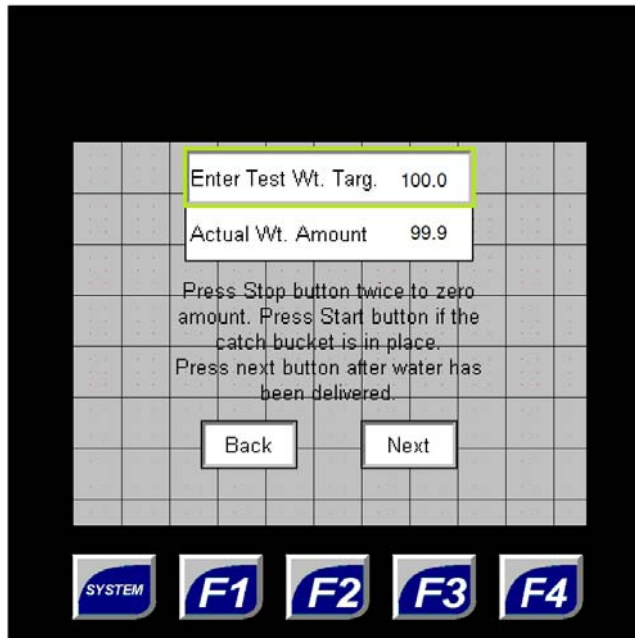 Enter Test Wt. Targ. 100.0
Actual Wt. Amount 99.9
Press Stop button twice to zero
amount. Press Start button if the
catch bucket is in place.
Press next button after water has
been delivered.
Back Next
SYSTEM F1 F2 F3 F4